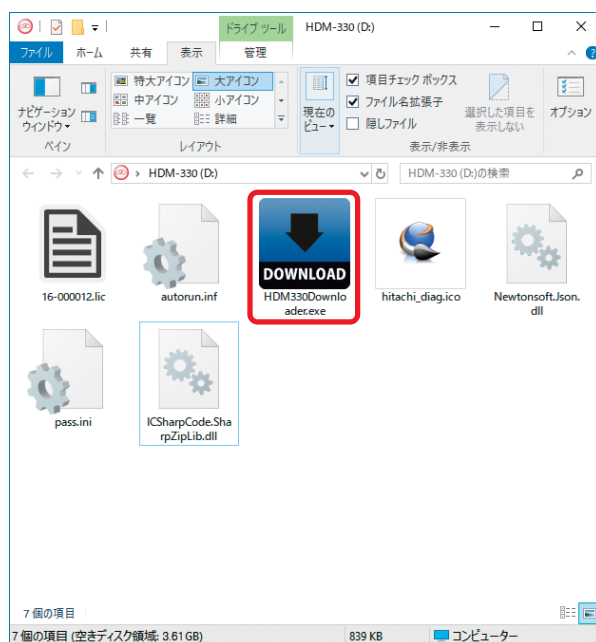 ドライブ ツール
HDM-330 (D:)
ファイル
ホーム
共有
表示
管理
ナビゲーション
ウィンドウ
特大アイコン
大アイコン
中アイコン
小アイコン
一覧
詳細
現在の
ビュー
項目チェック ボックス
ファイル名拡張子
隠しファイル
選択した項目を
表示しない
オプション
ペイン
レイアウト
表示/非表示
HDM-330 (D:)
HDM-330 (D:)の検索
DOWNLOAD
16-000012.lic
autorun.inf
HDM330Downlo
ader.exe
hitachi_diag.ico
Newtonsoft.Json.
dll
pass.ini
ICSharpCode.Sha
rpZipLib.dll
7 個の項目
7 個の項目 (空きディスク領域: 3.61 GB)
839 KB
コンピューター